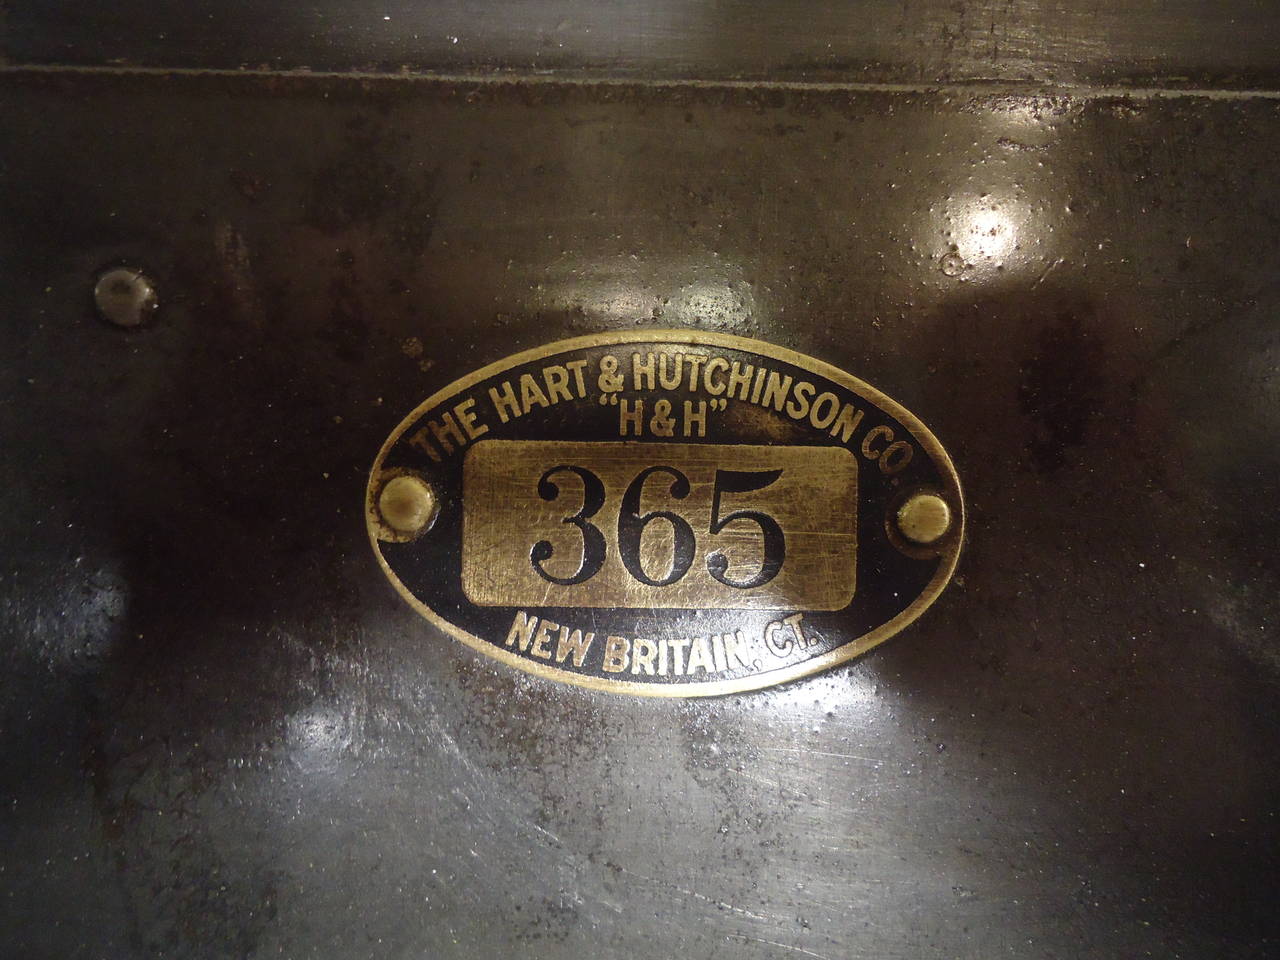 THE HART & HUTCHINSON CO.
"H & H"
365
NEW BRITAIN, CT.